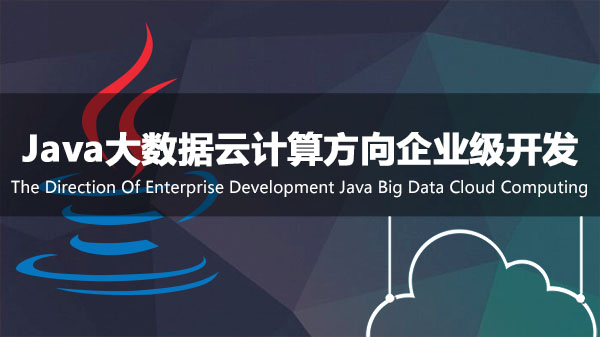 Java大数据云计算方向企业级开发
The Direction Of Enterprise Development Java Big Data Cloud Computing